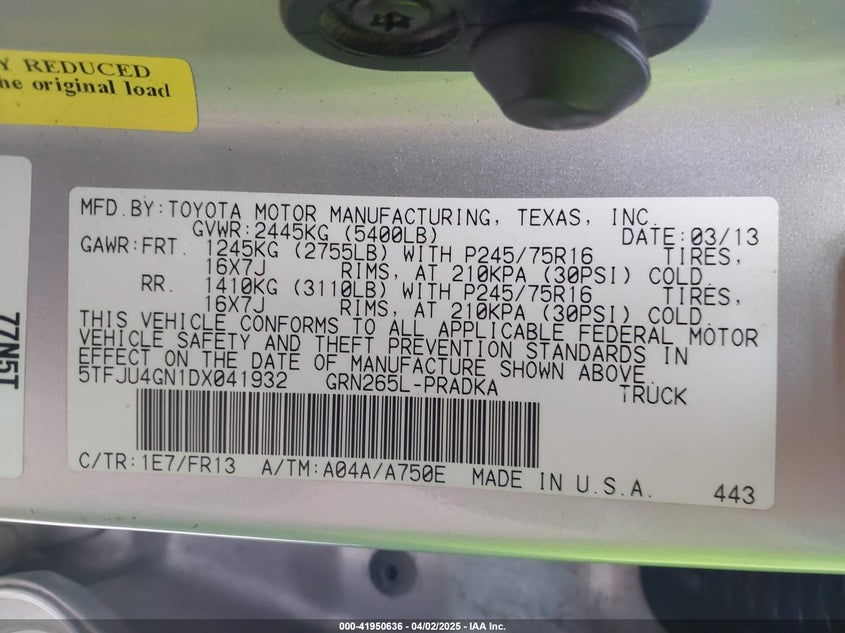 Y REDUCED
he original load
77N5T
MFD.BY:TOYOTA MOTOR MANUFACTURING, TEXAS, INC.
GVWR:2445KG (5400LB) DATE:03/13
GAWR:FRT. 1245KG (2755LB) WITH P245/75R16 TIRES,
16X7J RIMS, AT 210KPA (30PSI) COLD.
RR. 1410KG (3110LB) WITH P245/75R16 TIRES,
16X7J RIMS, AT 210KPA (30PSI) COLD.
THIS VEHICLE CONFORMS TO ALL APPLICABLE FEDERAL MOTOR
VEHICLE SAFETY AND THEFT PREVENTION STANDARDS IN
EFFECT ON THE DATE OF MANUFACTURE SHOWN ABOVE.
5TFJU4GN1DX041932 GRN265L-PRADKA TRUCK
C/TR:1E7/FR13 A/TM:A04A/A750E MADE IN U.S.A. 443
000-41950636 - 04/02/2025 - IAA Inc.